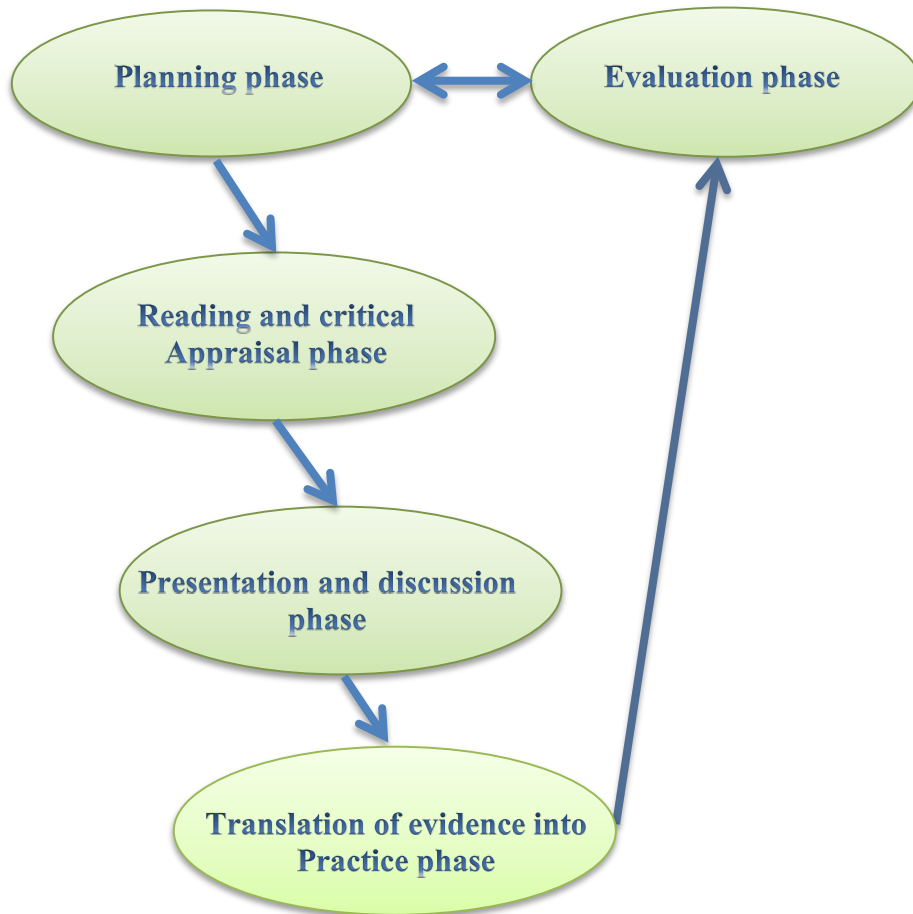 Planning phase
Evaluation phase
Reading and critical
Appraisal phase
Presentation and discussion
phase
Translation of evidence into
Practice phase